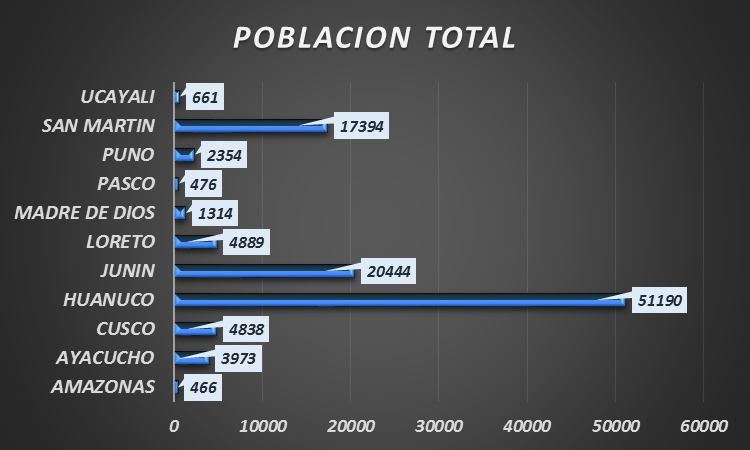 POBLACION TOTAL
UCAYALI 661
SAN MARTIN 17394
PUNO 2354
PASCO 476
MADRE DE DIOS 1314
LORETO 4889
JUNIN 20444
HUANUCO 51190
CUSCO 4838
AYACUCHO 3973
AMAZONAS 466
0 10000 20000 30000 40000 50000 60000